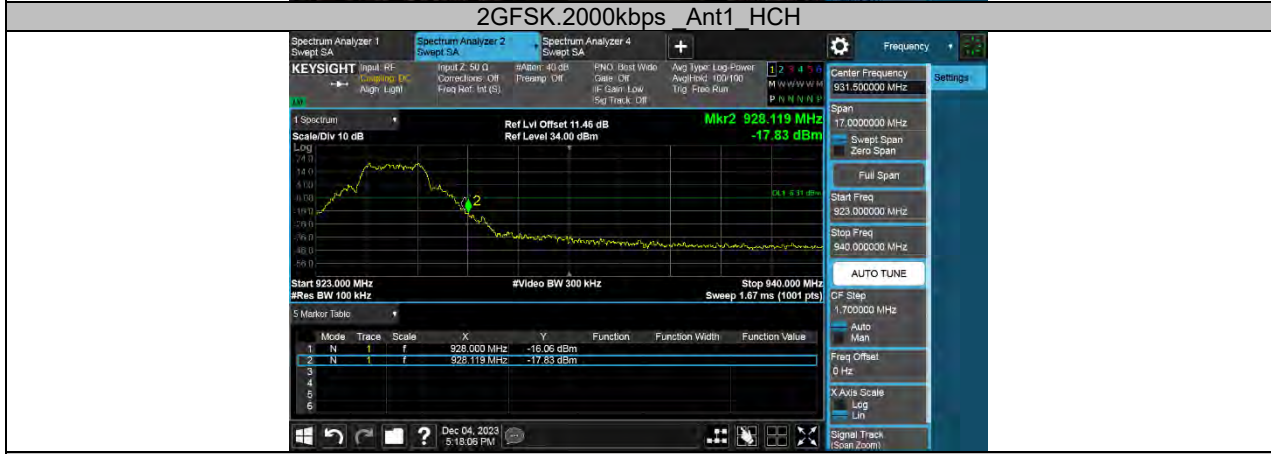 2GFSK.2000kbps _Ant1_HCH
Spectrum Analyzer 1
Swept SA
Spectrum Analyzer 2
Swept SA
Spectrum Analyzer 4
Swept SA
+
Frequency
KEYSIGHT
Input: RF
Coupling: DC
Align: Light
Input Z: 50 Ω
Corrections: Off
Freq Ref: Int (S)
#Atten: 40 dB
Preamp: Off
PNO: Best Wide
Gate: Off
IF Gain: Low
Sig Track: Off
Avg Type: Log-Power
Avg|Hold: 100/100
Trig: Free Run
1 2 3 4 5 6
M W W W W W
P N N N N P
Center Frequency
931.500000 MHz
Settings
1 Spectrum
Scale/Div 10 dB
Log
Ref Lvl Offset 11.46 dB
Ref Level 34.00 dBm
Mkr2 928.119 MHz
-17.83 dBm
24.0
14.0
2
Span
17.0000000 MHz
Swept Span
Zero Span
Full Span
Start Freq
923.000000 MHz
Stop Freq
940.000000 MHz
AUTO TUNE
Start 923.000 MHz
#Res BW 100 kHz
#Video BW 300 kHz
Stop 940.000 MHz
Sweep 1.67 ms (1001 pts)
CF Step
1.700000 MHz
Auto
Man
5 Marker Table
Mode Trace Scale X Y Function Function Width Function Value
1 N 1 f 928.000 MHz -16.06 dBm
2 N 1 f 928.119 MHz -17.83 dBm
3
4
5
6
Freq Offset
0 Hz
X Axis Scale
Log
Lin
Signal Track
(Span Zoom)
?
Dec 04, 2023
5:18:06 PM